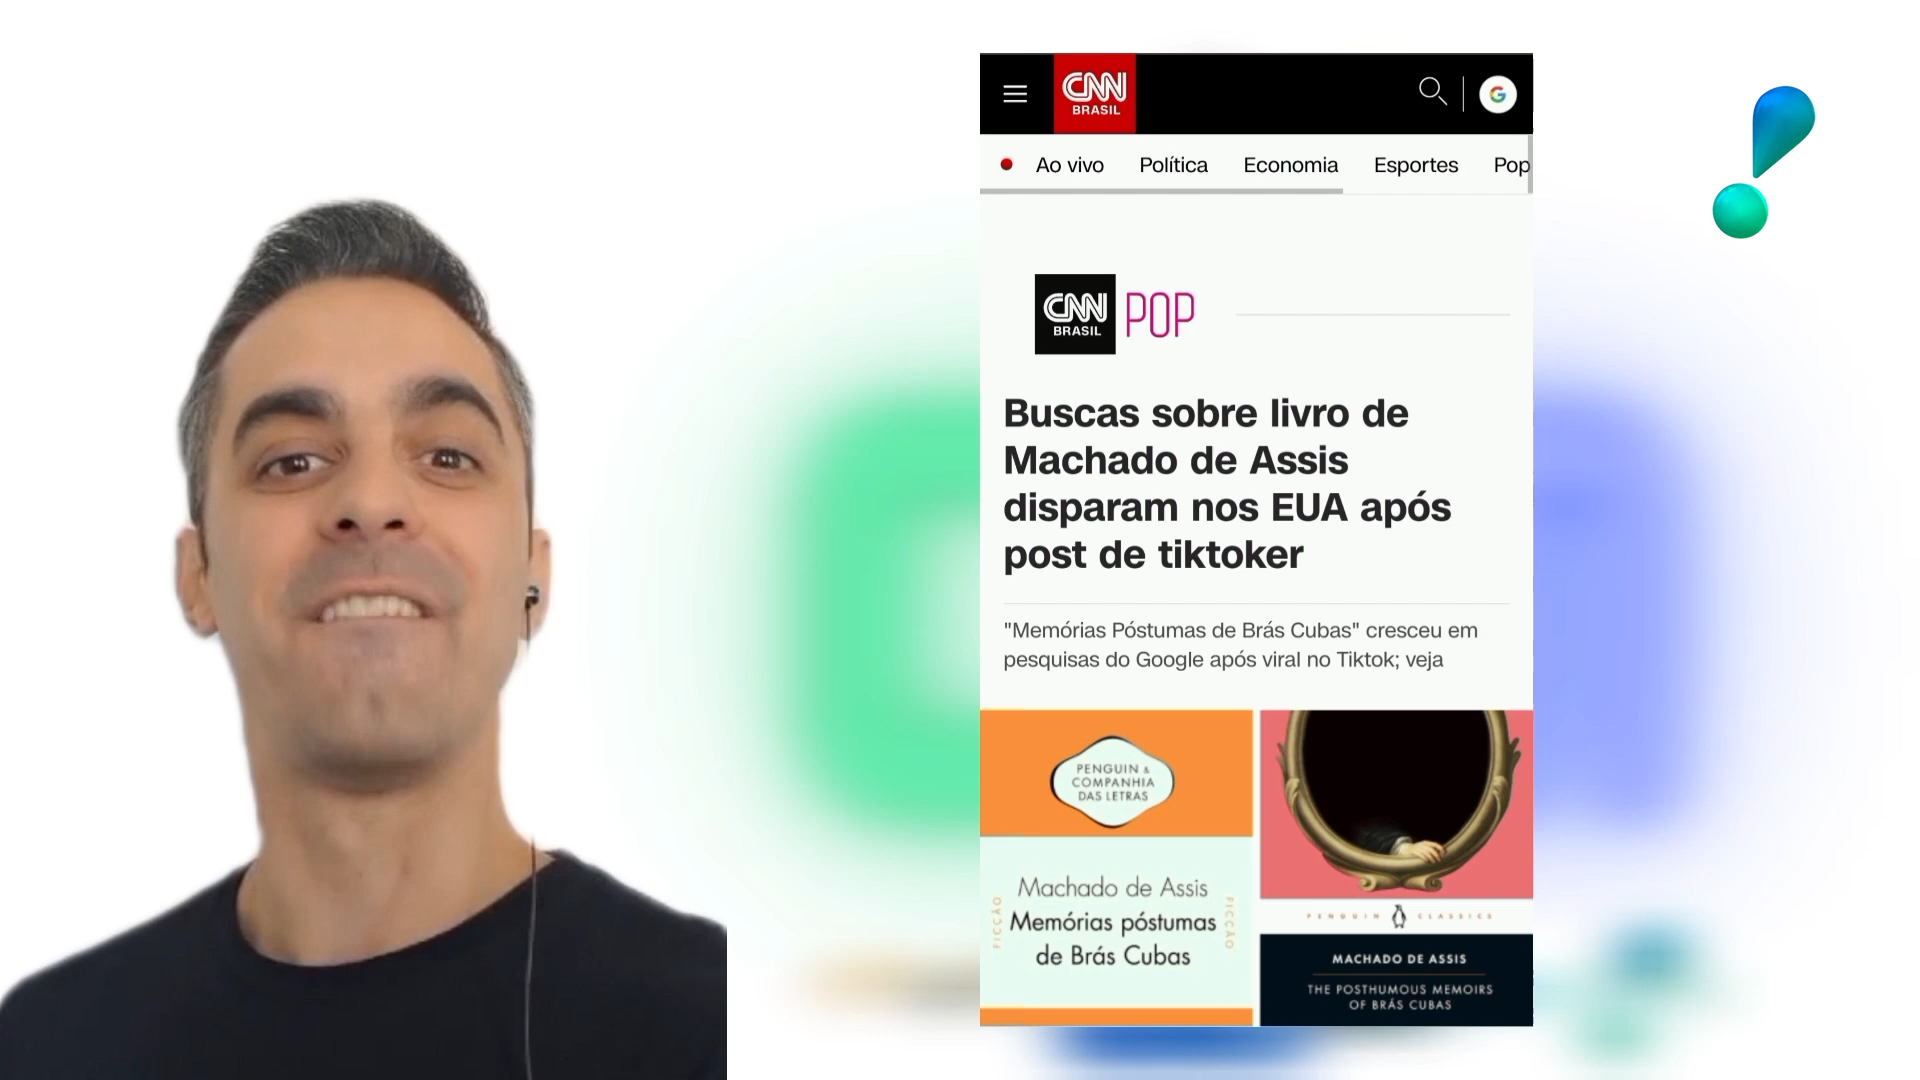 CNN
BRASIL
Ao vivo Política Economia Esportes Pop
CNN
BRASIL
POP
Buscas sobre livro de
Machado de Assis
disparam nos EUA após
post de tiktoker
"Memórias Póstumas de Brás Cubas" cresceu em
pesquisas do Google após viral no Tiktok; veja
PENGUIN &
COMPANHIA
DAS LETRAS
FICÇÃO
Machado de Assis
Memórias póstumas
de Brás Cubas
FICÇÃO
PENGUIN CLASSICS
MACHADO DE ASSIS
THE POSTHUMOUS MEMOIRS
OF BRÁS CUBAS